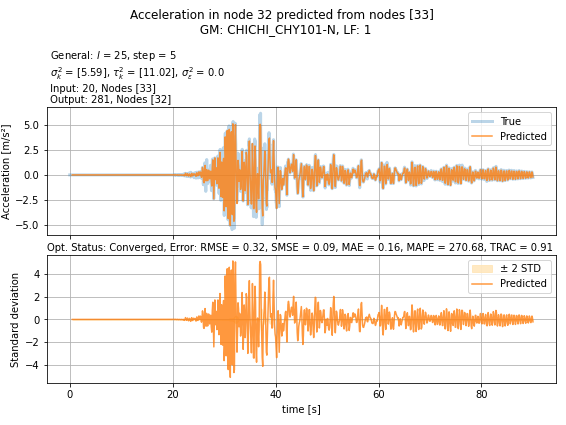 Acceleration in node 32 predicted from nodes [33]
GM: CHICHI_CHY101-N, LF: 1
General: l = 25, step = 5
σ²ₖ = [5.59], τ²ₖ = [11.02], σ²ε = 0.0
Input: 20, Nodes [33]
Output: 281, Nodes [32]
Acceleration [m/s²]
5.0
2.5
0.0
−2.5
−5.0
True
Predicted
Opt. Status: Converged, Error: RMSE = 0.32, SMSE = 0.09, MAE = 0.16, MAPE = 270.68, TRAC = 0.91
Standard deviation
4
2
0
−2
−4
± 2 STD
Predicted
0 20 40 60 80
time [s]